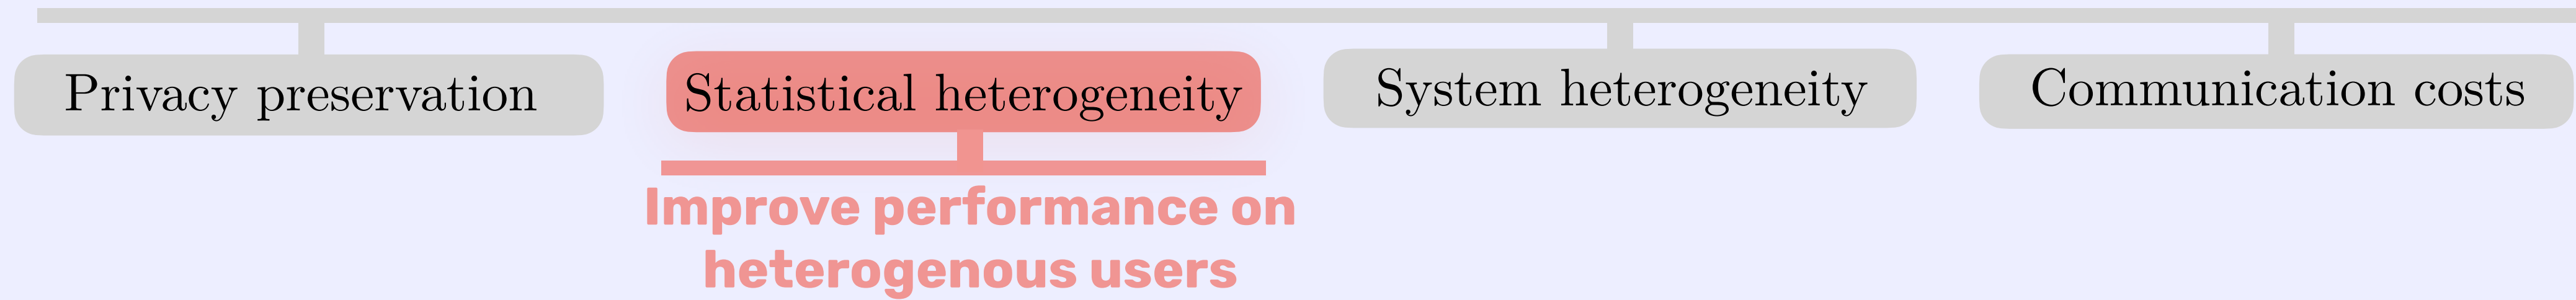 Privacy preservation
Statistical heterogeneity
System heterogeneity
Communication costs
Improve performance on
heterogenous users